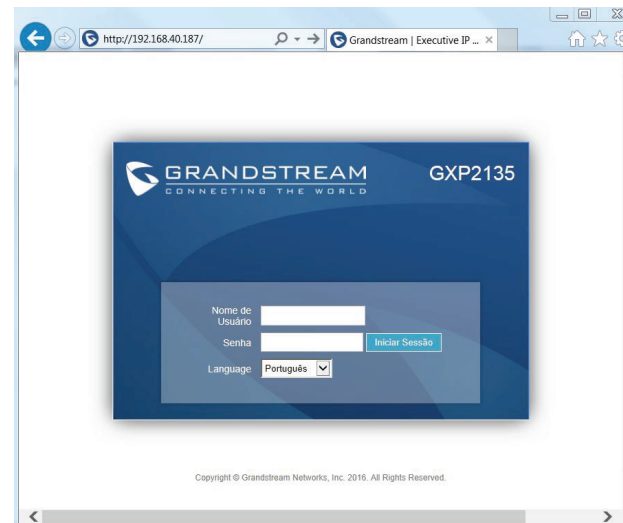 http://192.168.40.187/
Grandstream | Executive IP ...
GRANDSTREAM
CONNECTING THE WORLD
GXP2135
Nome de
Usuário
Senha
Iniciar Sessão
Language
Português
Copyright © Grandstream Networks, Inc. 2016. All Rights Reserved.